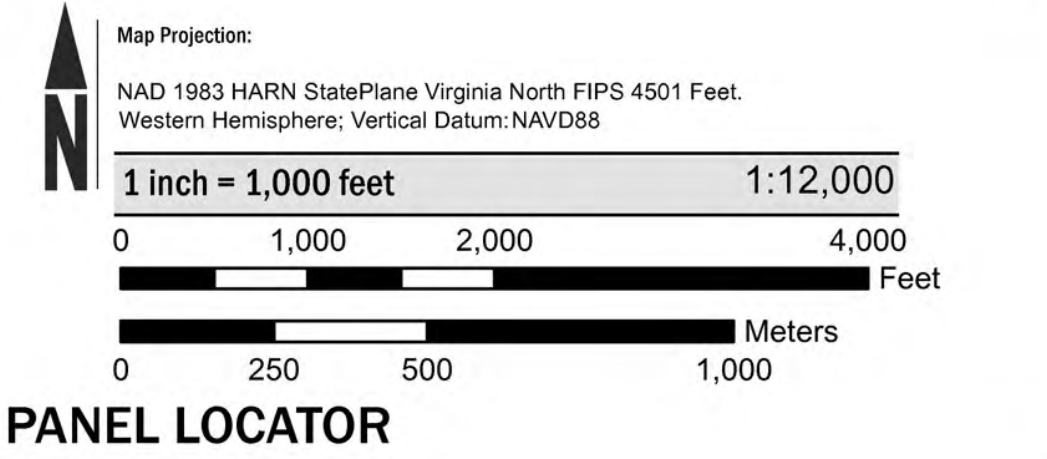 Map Projection:
NAD 1983 HARN StatePlane Virginia North FIPS 4501 Feet.
Western Hemisphere; Vertical Datum:NAVD88
N
1 inch = 1,000 feet 1:12,000
0 1,000 2,000 4,000
Feet
Meters
0 250 500 1,000
PANEL LOCATOR